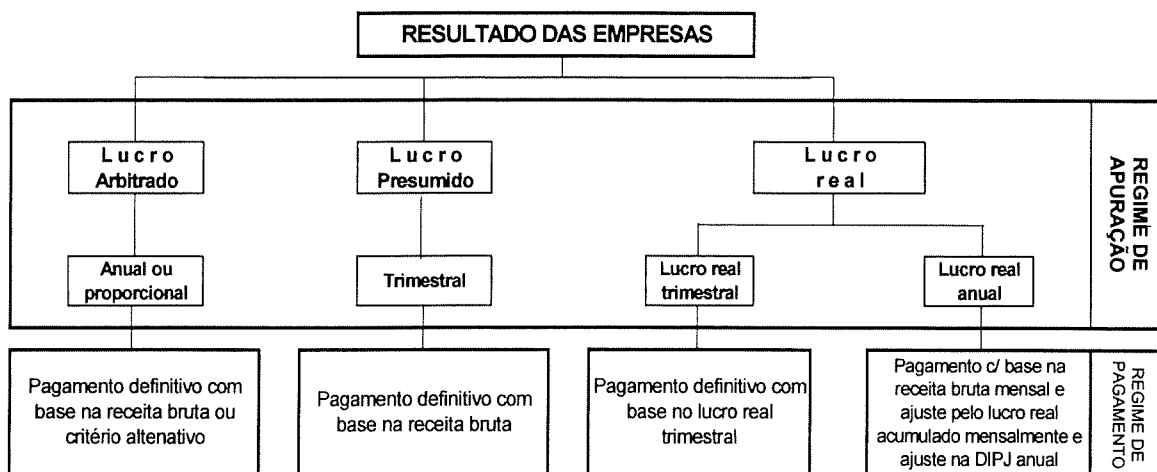 RESULTADO DAS EMPRESAS
Lucro
Arbitrado
Lucro
Presumido
Lucro
real
REGIME DE
APURAÇÃO
Anual ou
proporcional
Trimestral
Lucro real
trimestral
Lucro real
anual
Pagamento definitivo com
base na receita bruta ou
critério altenativo
Pagamento definitivo com
base na receita bruta
Pagamento definitivo com
base no lucro real
trimestral
Pagamento c/ base na
receita bruta mensal e
ajuste pelo lucro real
acumulado mensalmente e
ajuste na DIPJ anual
REGIME DE
PAGAMENTO